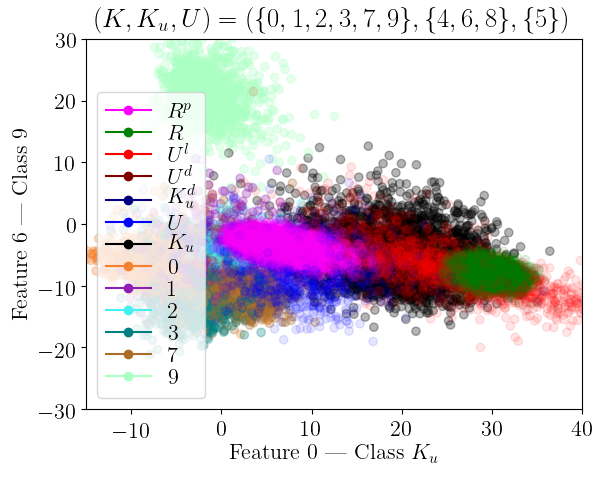 (K, K_u, U) = ({0, 1, 2, 3, 7, 9}, {4, 6, 8}, {5})
30
20
10
0
−10
−20
−30
Feature 6 — Class 9
R^p
R
U^l
U^d
K_u^d
U
K_u
0
1
2
3
7
9
−10 0 10 20 30 40
Feature 0 — Class K_u